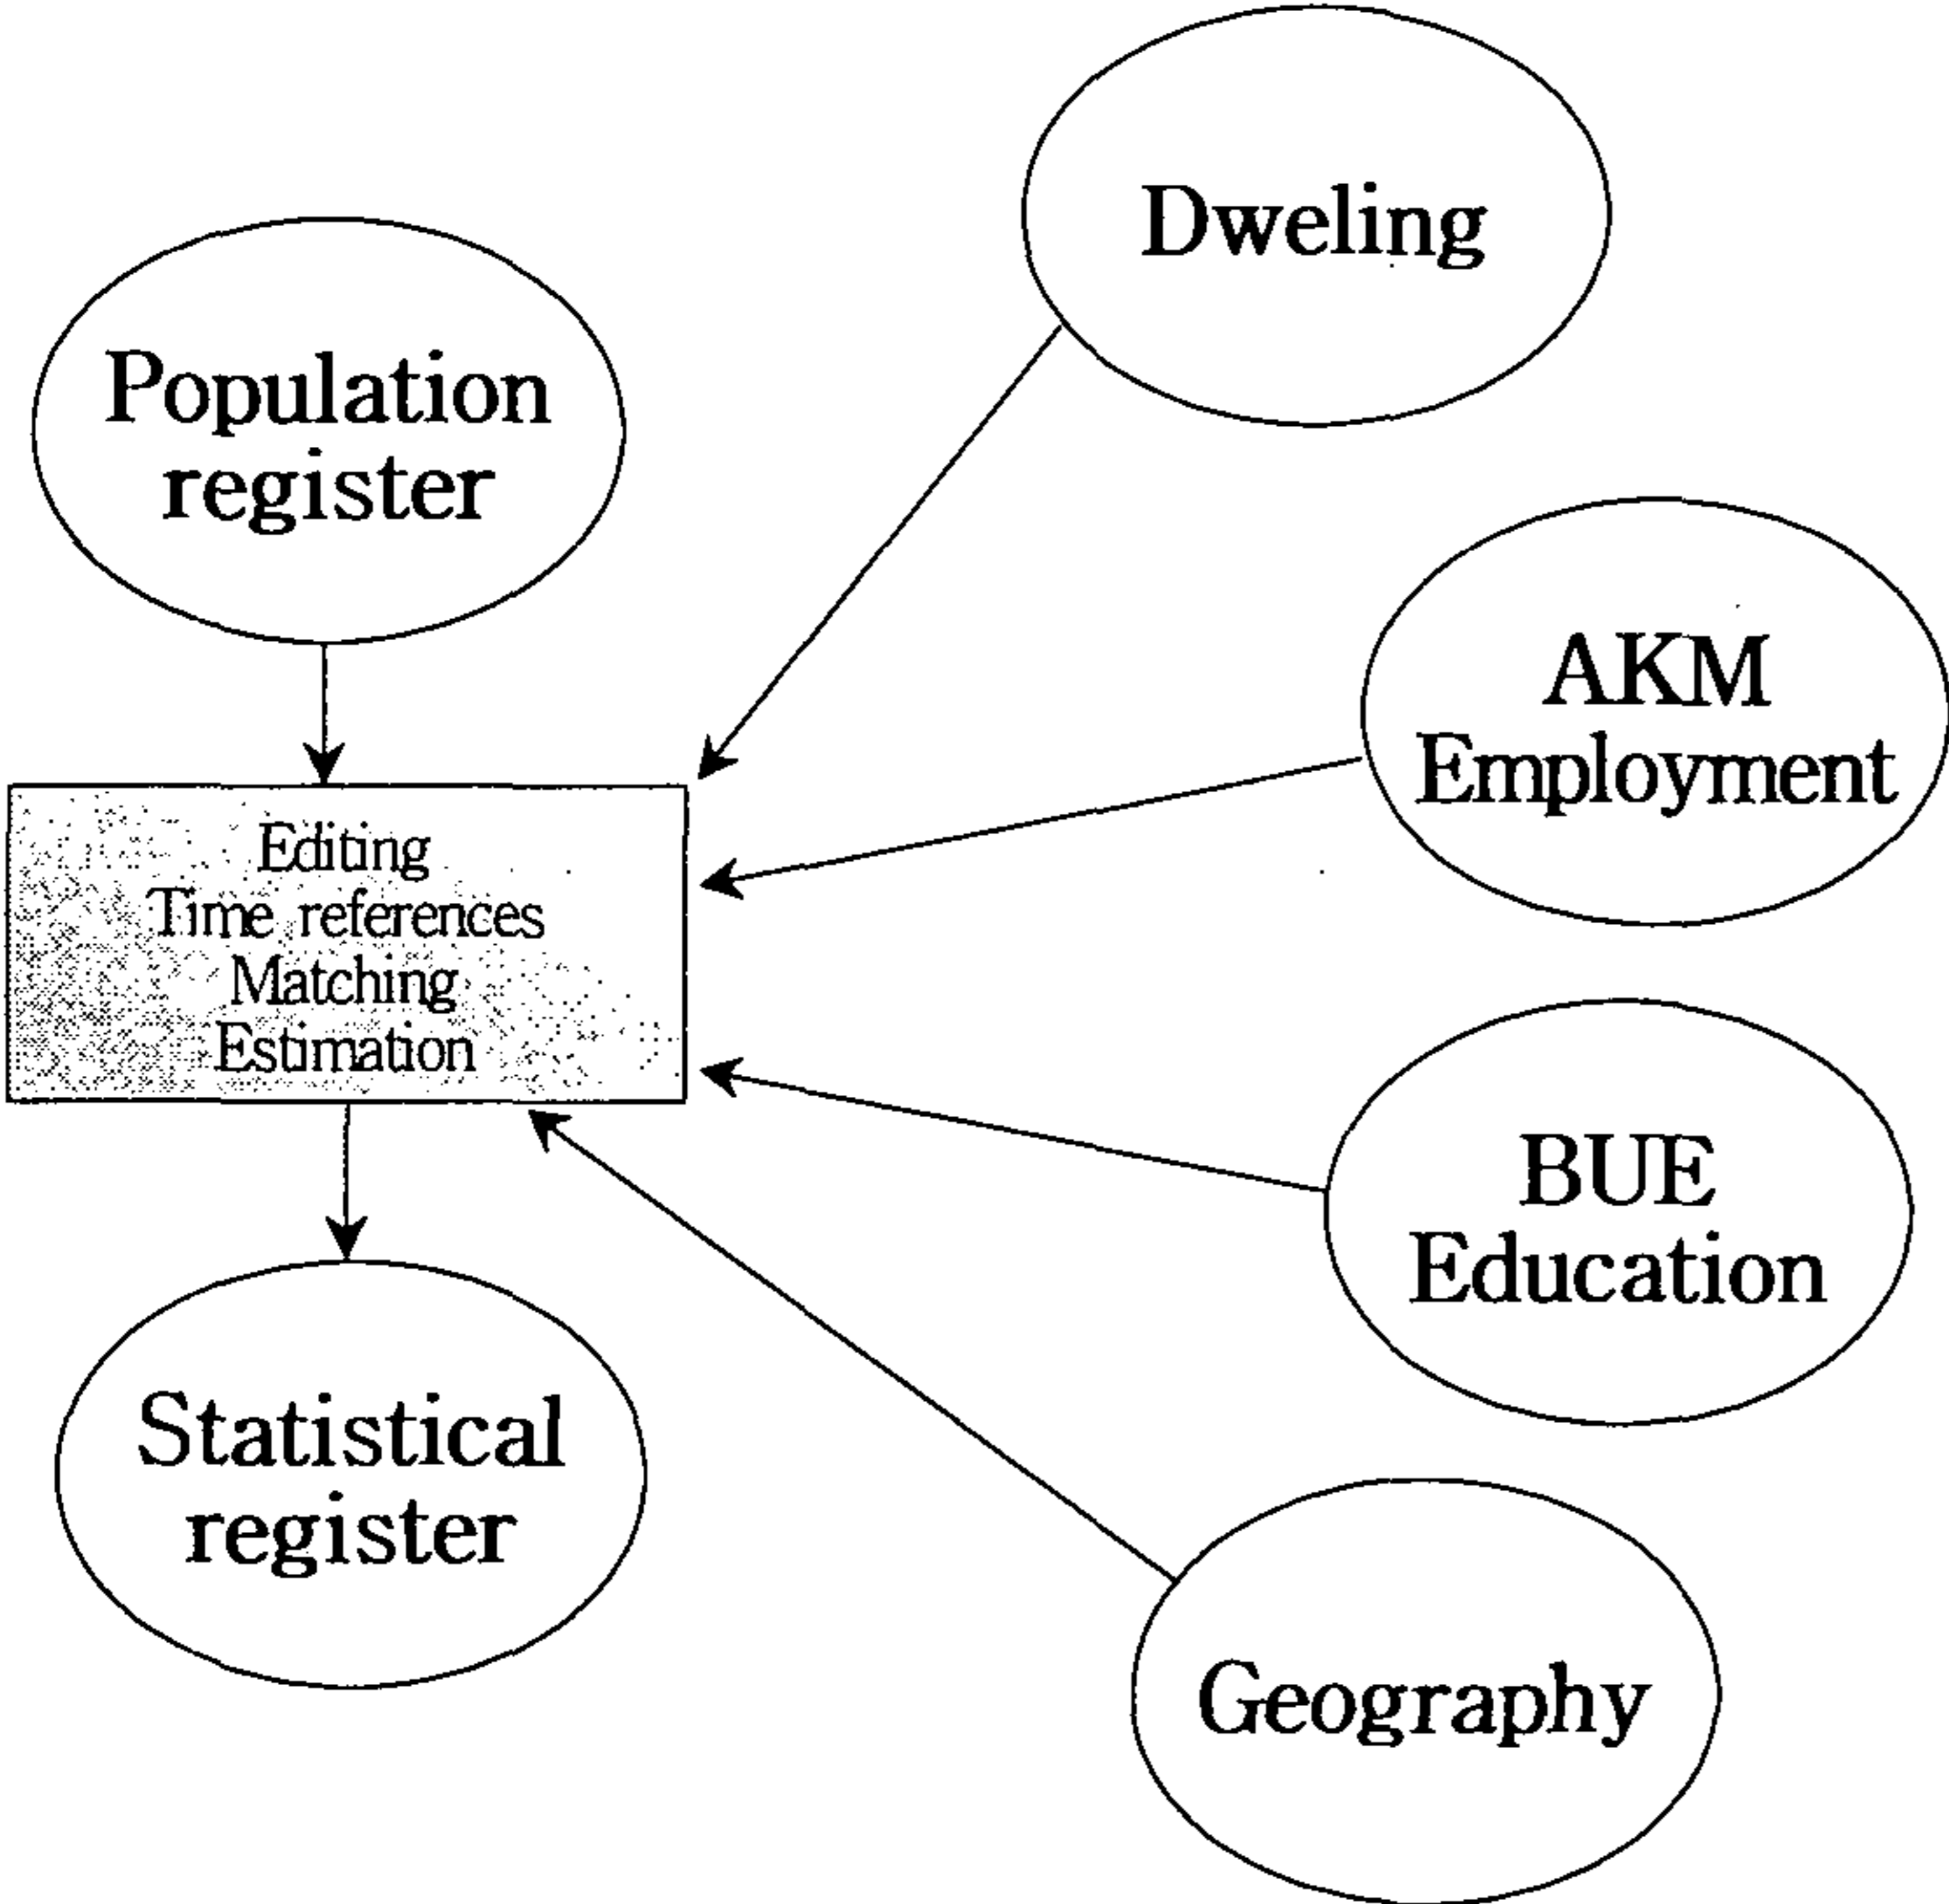 Dweling
Population
register
AKM
Employment
Editing
Time references
Matching
Estimation
BUE
Education
Statistical
register
Geography